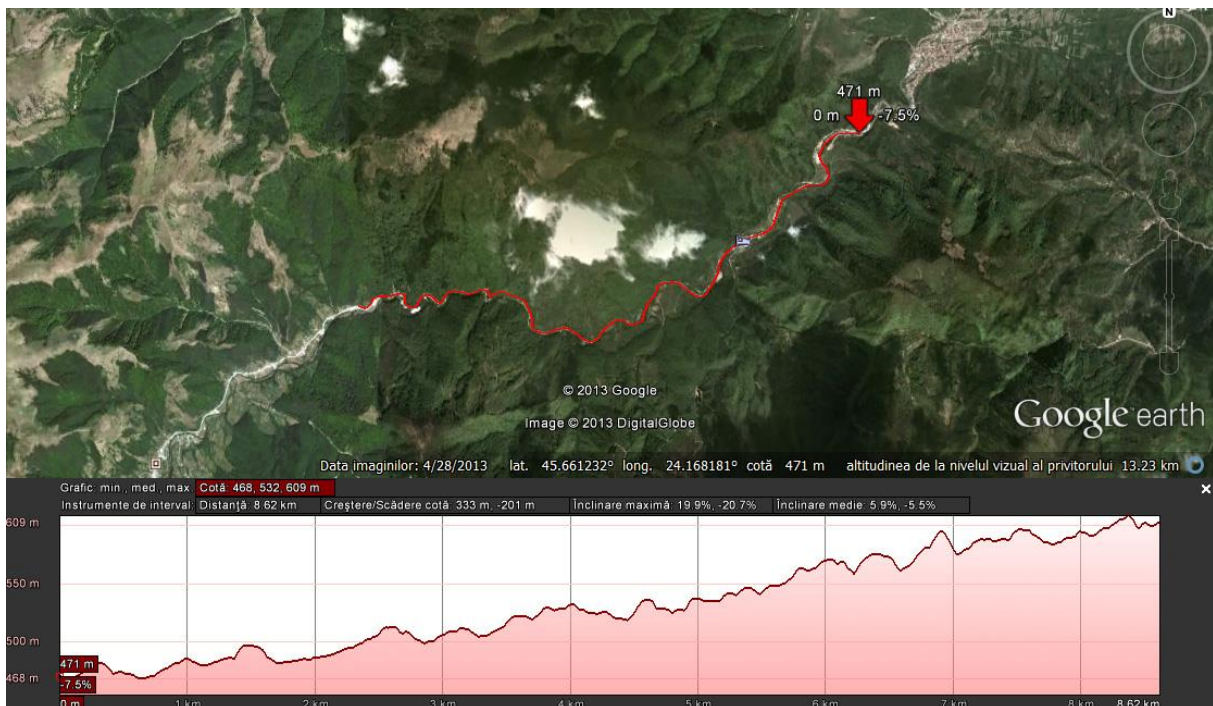 N
471 m
0 m -7.5%
© 2013 Google
Image © 2013 DigitalGlobe
Google earth
Data imaginilor: 4/28/2013 lat. 45.661232° long. 24.168181° cotă 471 m altitudinea de la nivelul vizual al privitorului 13.23 km
Grafic: min., med., max. Cotă: 468, 532, 609 m
Instrumente de interval: Distanţă: 8.62 km Creştere/Scădere cotă: 333 m, -201 m Înclinare maximă: 19.9%, -20.7% Înclinare medie: 5.9%, -5.5%
609 m
550 m
500 m
471 m
468 m
-7.5%
0 m 1 km 2 km 3 km 4 km 5 km 6 km 7 km 8 km 8.62 km